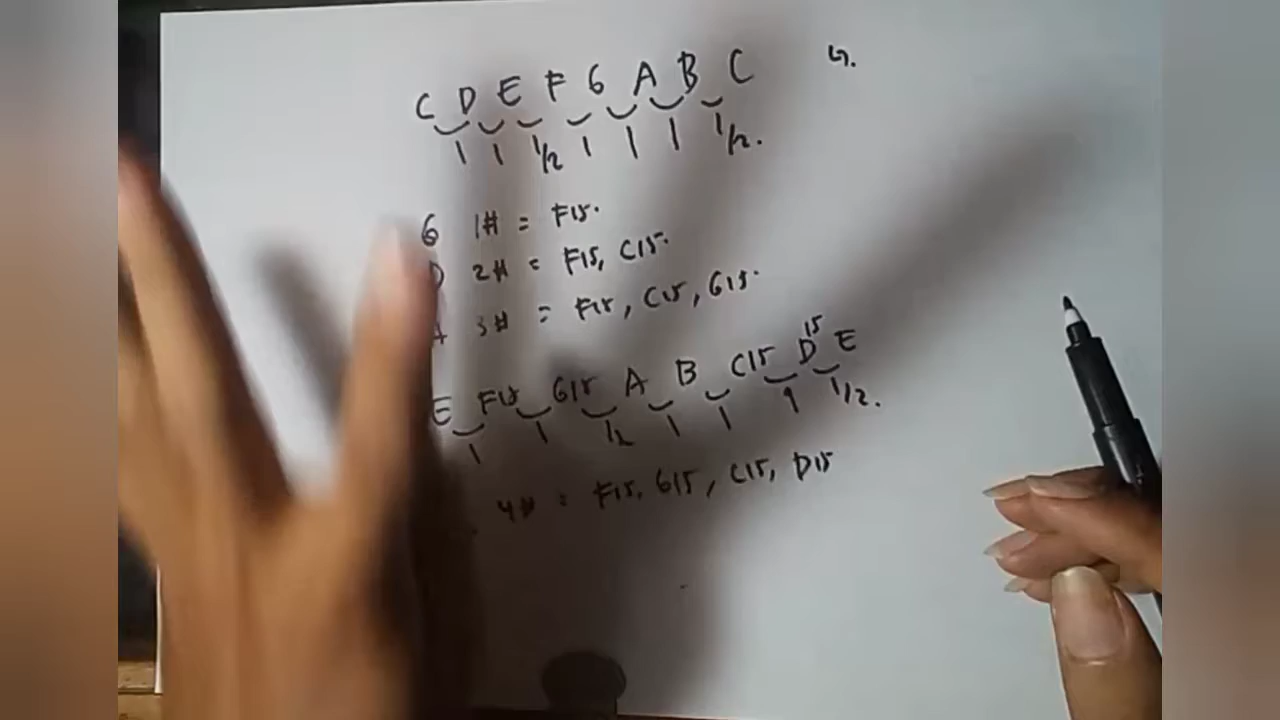 C D E F G A B C 4.
1 1 1/2 1 1 1 1/2.
G 1# = Fis.
D 2# = Fis, Cis.
A 3# = Fis, Cis, Gis.
E Fis Gis A B Cis Dis E
1 1 1/2 1 1 1 1/2.
4# = Fis, Gis, Cis, Dis